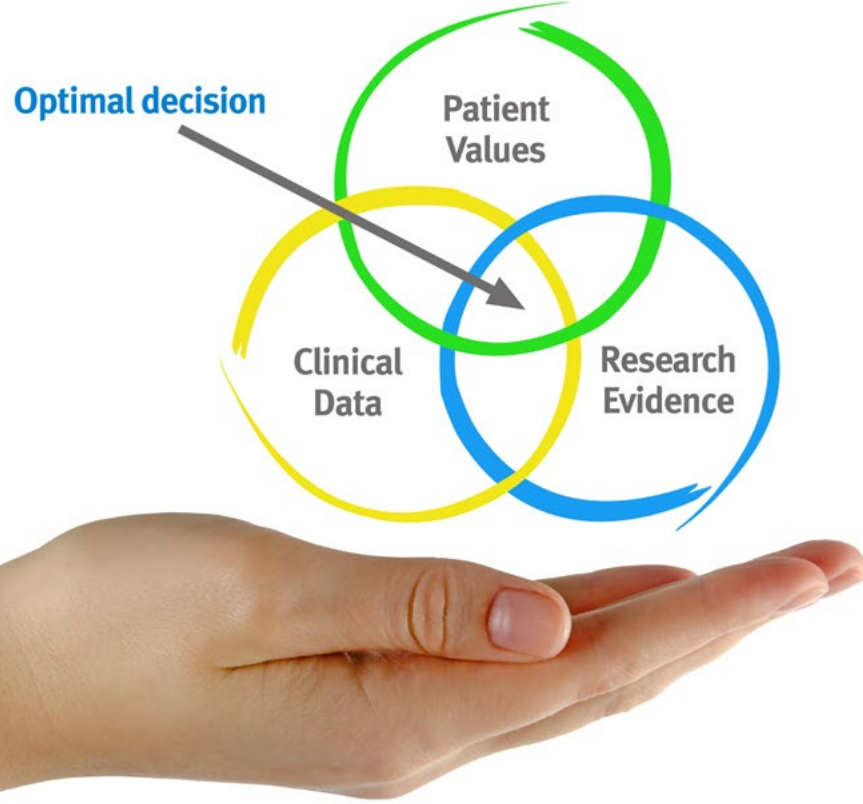 Optimal decision
Patient
Values
Clinical
Data
Research
Evidence